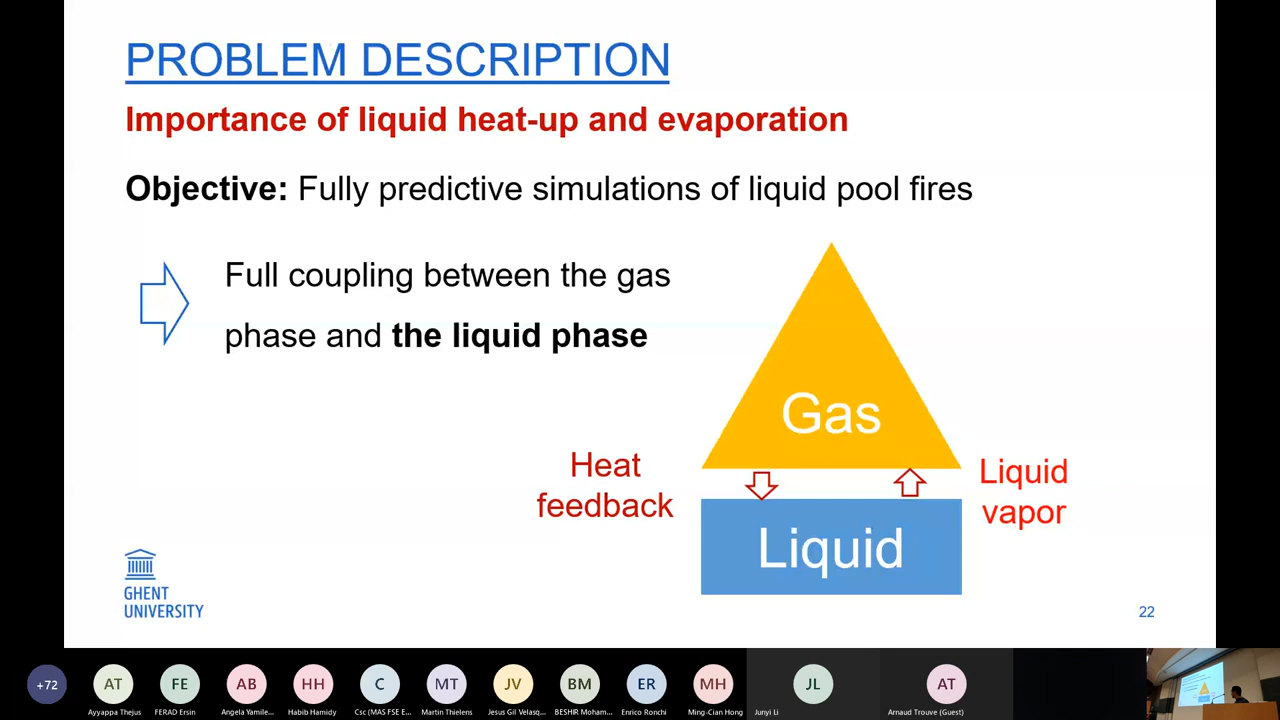 PROBLEM DESCRIPTION
Importance of liquid heat-up and evaporation
Objective: Fully predictive simulations of liquid pool fires
Full coupling between the gas
phase and the liquid phase
Gas
Heat
feedback
Liquid
vapor
Liquid
GHENT
UNIVERSITY
22
+72
AT
FE
AB
HH
C
MT
JV
BM
ER
MH
JL
AT
Ayyappa Thejus
FERAD Ersin
Angela Yamile...
Habib Hamidy
Csc (MAS FSE E...
Martin Thielens
Jesus Gil Velasq...
BESHIR Moham...
Enrico Ronchi
Ming-Cian Hong
Junyi Li
Arnaud Trouve (Guest)